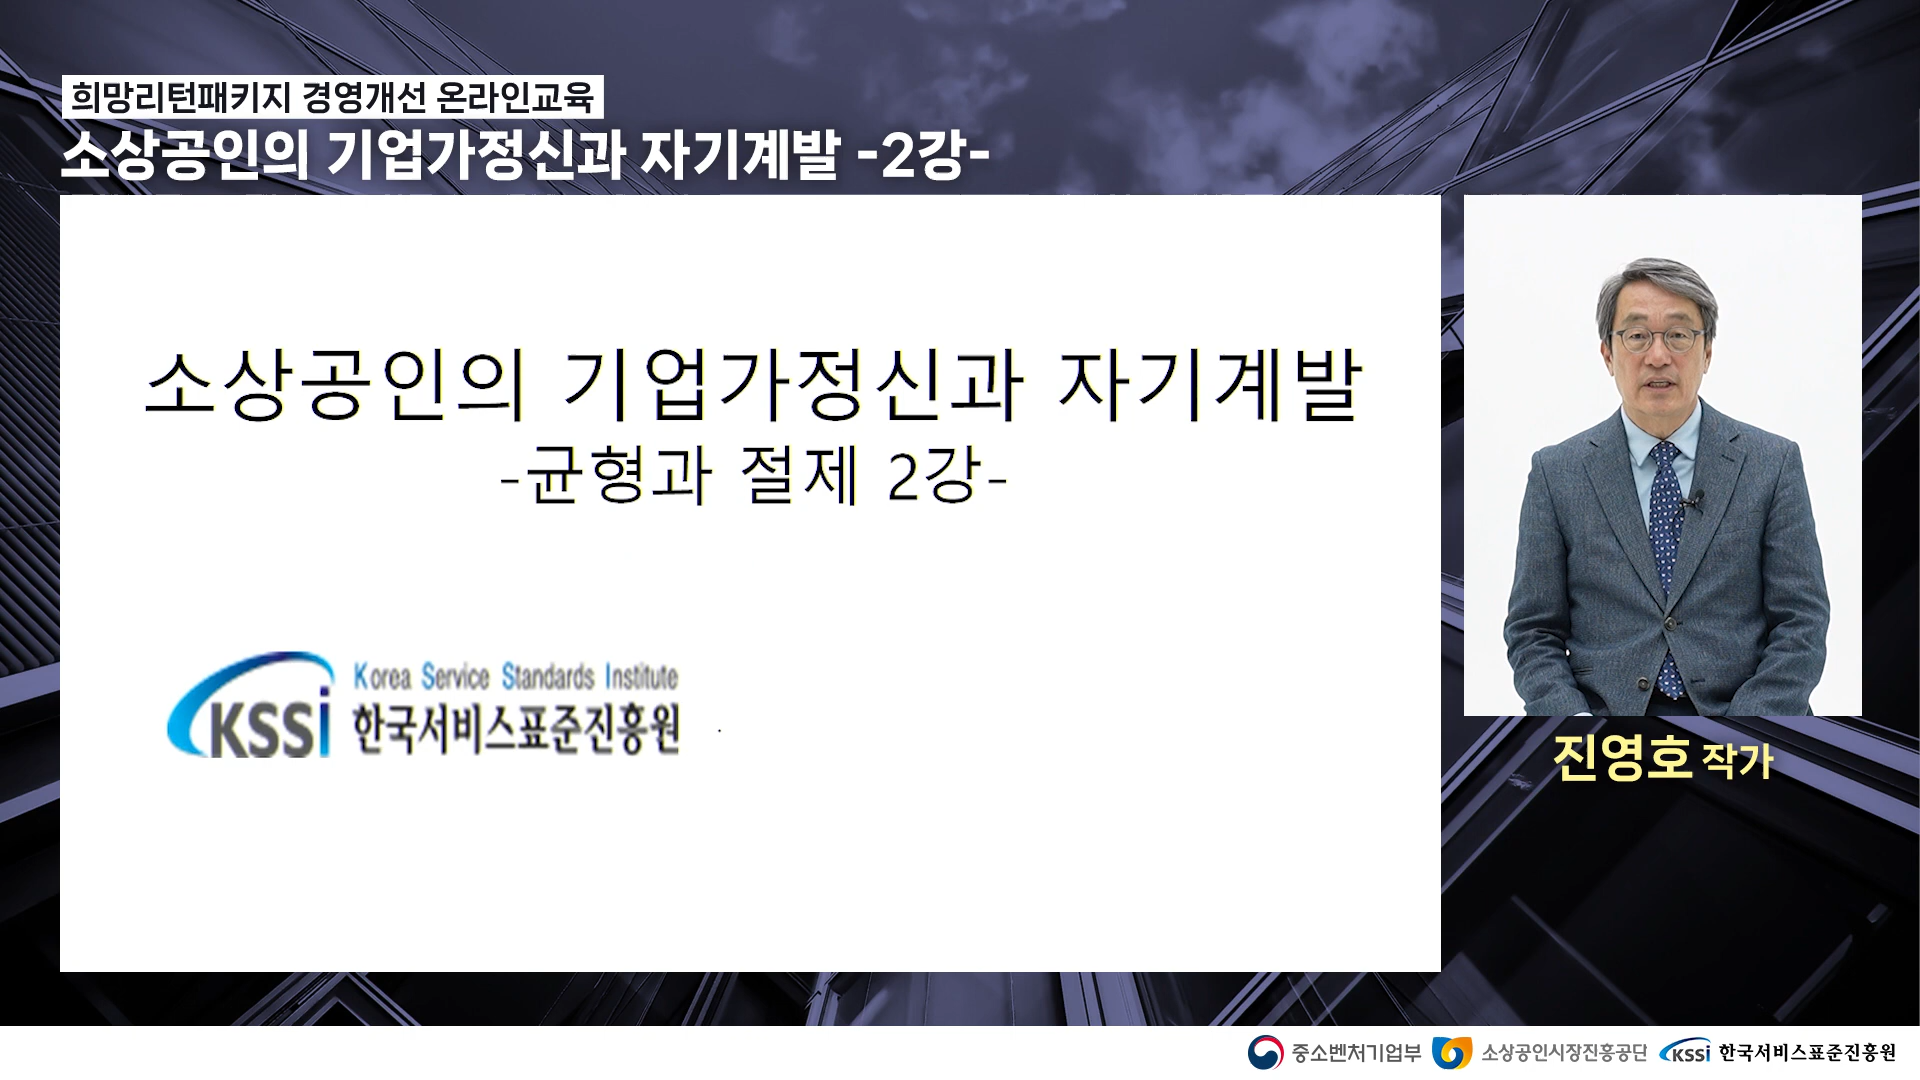 희망리턴패키지 경영개선 온라인교육
소상공인의 기업가정신과 자기계발 -2강-
소상공인의 기업가정신과 자기계발
-균형과 절제 2강-
KSSi Korea Service Standards Institute
한국서비스표준진흥원
진영호 작가
중소벤처기업부 소상공인시장진흥공단 KSSi 한국서비스표준진흥원